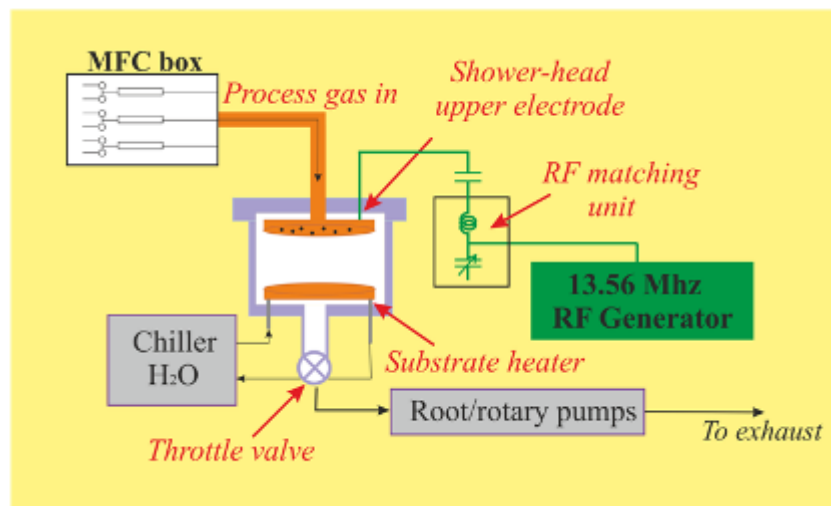 MFC box
Process gas in
Shower-head
upper electrode
RF matching
unit
13.56 Mhz
RF Generator
Chiller
H₂O
Substrate heater
Throttle valve
Root/rotary pumps
To exhaust